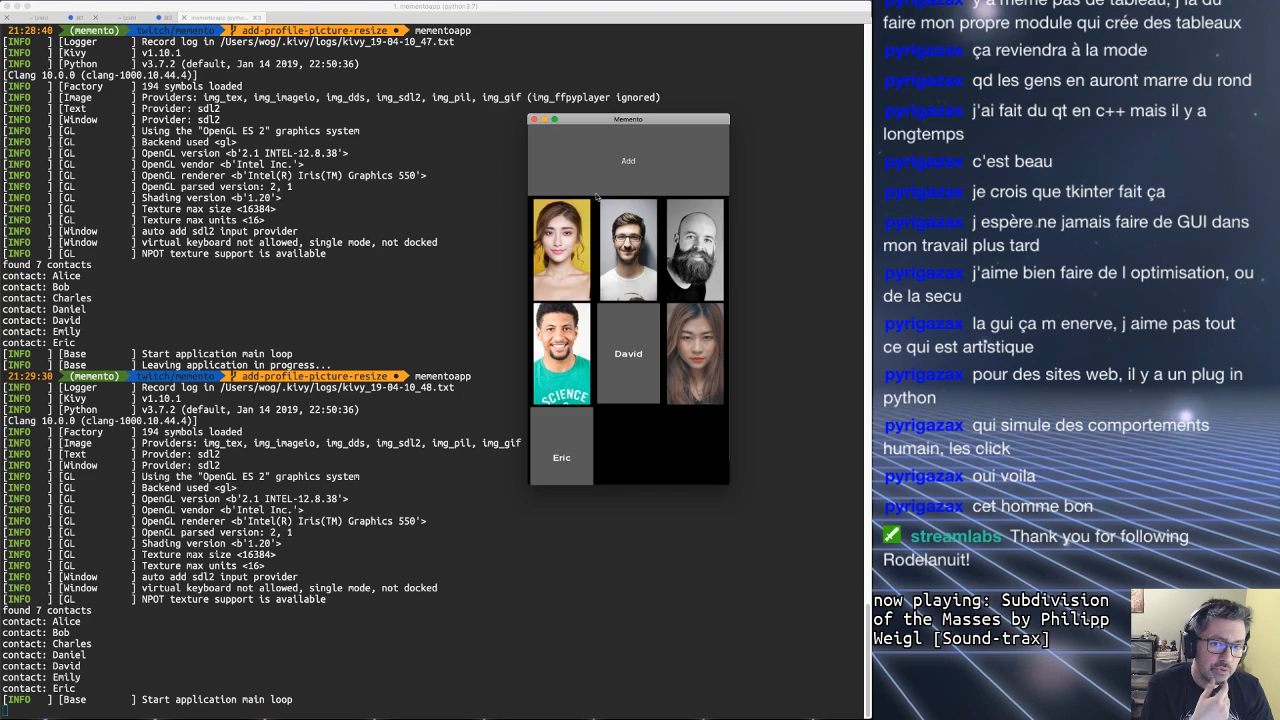 1. mementoapp (python3.7)
~ (zsh)
⌘1
~ (zsh)
⌘2
mementoapp (pytho...
⌘3
21:28:40 (memento) twitch/memento add-profile-picture-resize ● mementoapp
[INFO ] [Logger ] Record log in /Users/wog/.kivy/logs/kivy_19-04-10_47.txt
[INFO ] [Kivy ] v1.10.1
[INFO ] [Python ] v3.7.2 (default, Jan 14 2019, 22:50:36)
[Clang 10.0.0 (clang-1000.10.44.4)]
[INFO ] [Factory ] 194 symbols loaded
[INFO ] [Image ] Providers: img_tex, img_imageio, img_dds, img_sdl2, img_pil, img_gif (img_ffpyplayer ignored)
[INFO ] [Text ] Provider: sdl2
[INFO ] [Window ] Provider: sdl2
[INFO ] [GL ] Using the "OpenGL ES 2" graphics system
[INFO ] [GL ] Backend used <gl>
[INFO ] [GL ] OpenGL version <b'2.1 INTEL-12.8.38'>
[INFO ] [GL ] OpenGL vendor <b'Intel Inc.'>
[INFO ] [GL ] OpenGL renderer <b'Intel(R) Iris(TM) Graphics 550'>
[INFO ] [GL ] OpenGL parsed version: 2, 1
[INFO ] [GL ] Shading version <b'1.20'>
[INFO ] [GL ] Texture max size <16384>
[INFO ] [GL ] Texture max units <16>
[INFO ] [Window ] auto add sdl2 input provider
[INFO ] [Window ] virtual keyboard not allowed, single mode, not docked
[INFO ] [GL ] NPOT texture support is available
found 7 contacts
contact: Alice
contact: Bob
contact: Charles
contact: Daniel
contact: David
contact: Emily
contact: Eric
[INFO ] [Base ] Start application main loop
[INFO ] [Base ] Leaving application in progress...
21:29:30 (memento) twitch/memento add-profile-picture-resize ● mementoapp
[INFO ] [Logger ] Record log in /Users/wog/.kivy/logs/kivy_19-04-10_48.txt
[INFO ] [Kivy ] v1.10.1
[INFO ] [Python ] v3.7.2 (default, Jan 14 2019, 22:50:36)
[Clang 10.0.0 (clang-1000.10.44.4)]
[INFO ] [Factory ] 194 symbols loaded
[INFO ] [Image ] Providers: img_tex, img_imageio, img_dds, img_sdl2, img_pil, img_gif
[INFO ] [Text ] Provider: sdl2
[INFO ] [Window ] Provider: sdl2
[INFO ] [GL ] Using the "OpenGL ES 2" graphics system
[INFO ] [GL ] Backend used <gl>
[INFO ] [GL ] OpenGL version <b'2.1 INTEL-12.8.38'>
[INFO ] [GL ] OpenGL vendor <b'Intel Inc.'>
[INFO ] [GL ] OpenGL renderer <b'Intel(R) Iris(TM) Graphics 550'>
[INFO ] [GL ] OpenGL parsed version: 2, 1
[INFO ] [GL ] Shading version <b'1.20'>
[INFO ] [GL ] Texture max size <16384>
[INFO ] [GL ] Texture max units <16>
[INFO ] [Window ] auto add sdl2 input provider
[INFO ] [Window ] virtual keyboard not allowed, single mode, not docked
[INFO ] [GL ] NPOT texture support is available
found 7 contacts
contact: Alice
contact: Bob
contact: Charles
contact: Daniel
contact: David
contact: Emily
contact: Eric
[INFO ] [Base ] Start application main loop
Memento
Add
SCIENCE
David
Eric
faire mon propre module qui crée des tableaux
pyrigazax ça reviendra à la mode
pyrigazax qd les gens en auront marre du rond
pyrigazax j'ai fait du qt en c++ mais il y a
longtemps
pyrigazax c'est beau
pyrigazax je crois que tkinter fait ça
pyrigazax j espère ne jamais faire de GUI dans
mon travail plus tard
pyrigazax j'aime bien faire de l optimisation, ou
de la secu
pyrigazax la gui ça m enerve, j aime pas tout
ce qui est artistique
pyrigazax pour des sites web, il y a un plug in
python
pyrigazax qui simule des comportements
humain, les click
pyrigazax oui voila
pyrigazax cet homme bon
streamlabs Thank you for following
Rodelanuit!
now playing: Subdivision
of the Masses by Philipp
Weigl [Sound-trax]